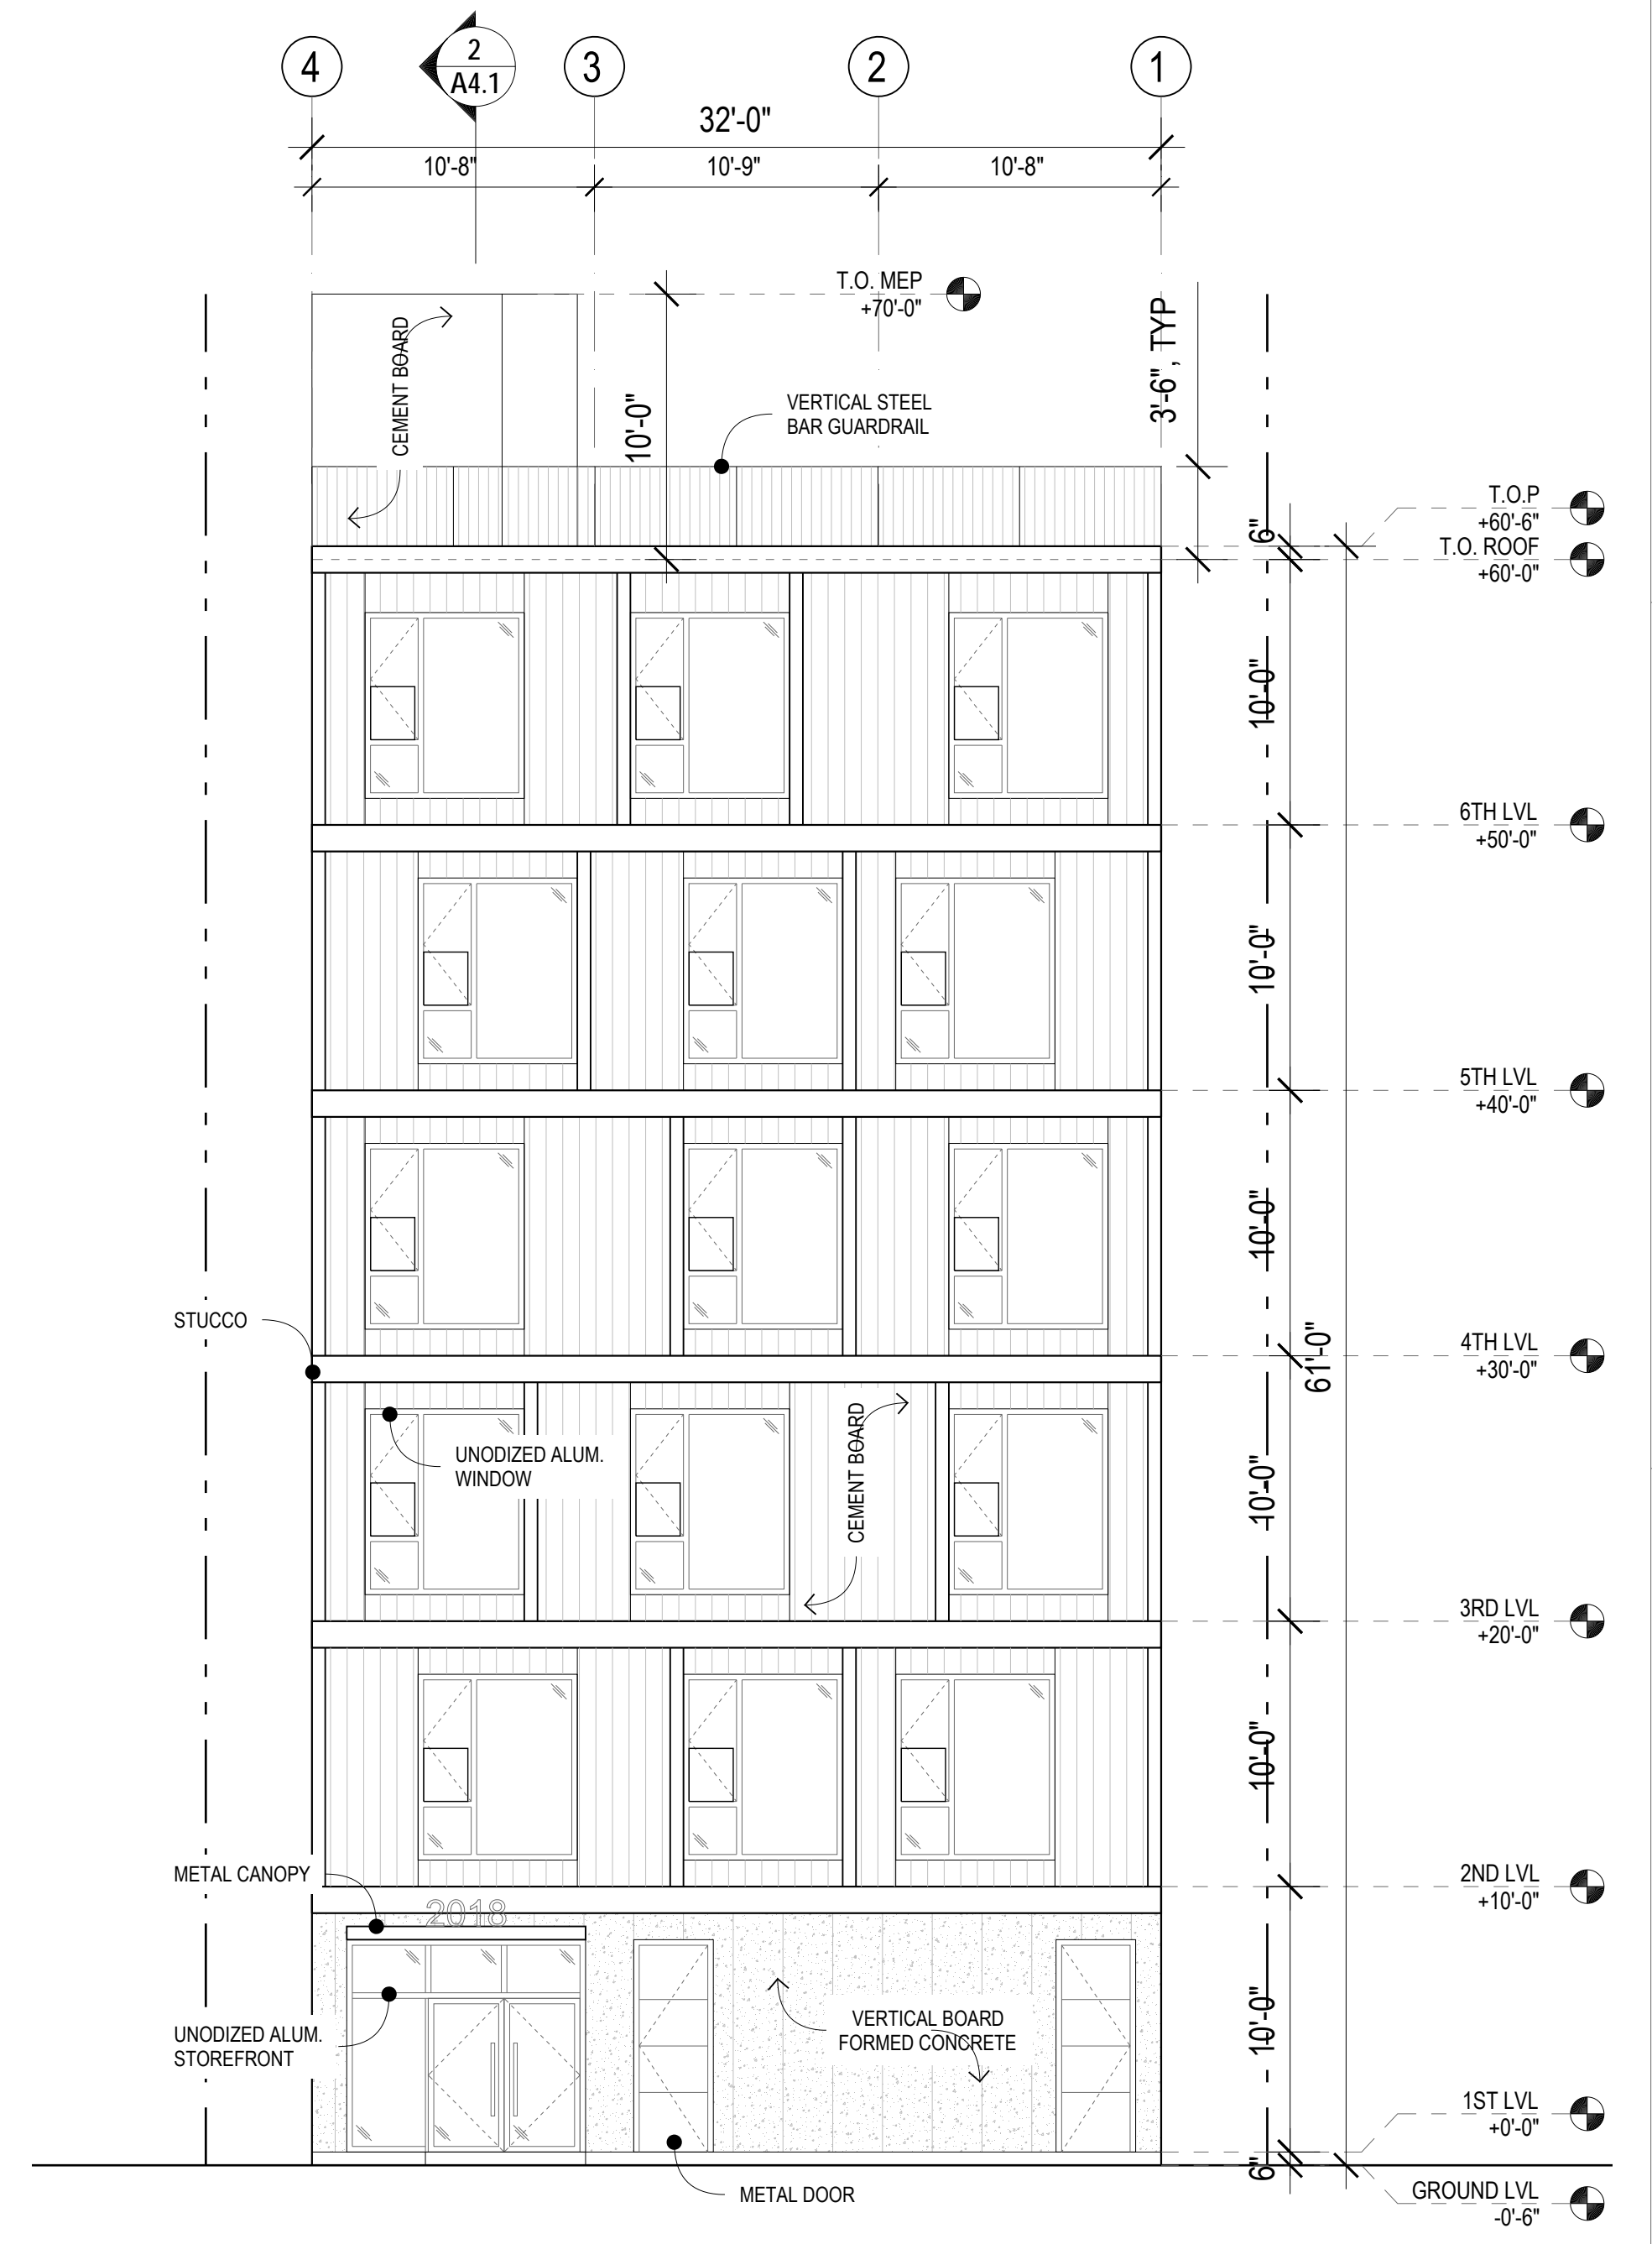 4
2
A4.1
3
2
1
32'-0"
10'-8"
10'-9"
10'-8"
T.O. MEP
+70'-0"
CEMENT BOARD
10'-0"
VERTICAL STEEL
BAR GUARDRAIL
3'-6", TYP
T.O.P
+60'-6"
6"
T.O. ROOF
+60'-0"
10'-0"
6TH LVL
+50'-0"
10'-0"
5TH LVL
+40'-0"
10'-0"
STUCCO
4TH LVL
+30'-0"
61'-0"
UNODIZED ALUM.
WINDOW
CEMENT BOARD
10'-0"
3RD LVL
+20'-0"
10'-0"
METAL CANOPY
2ND LVL
+10'-0"
2018
UNODIZED ALUM.
STOREFRONT
VERTICAL BOARD
FORMED CONCRETE
10'-0"
1ST LVL
+0'-0"
6"
METAL DOOR
GROUND LVL
-0'-6"